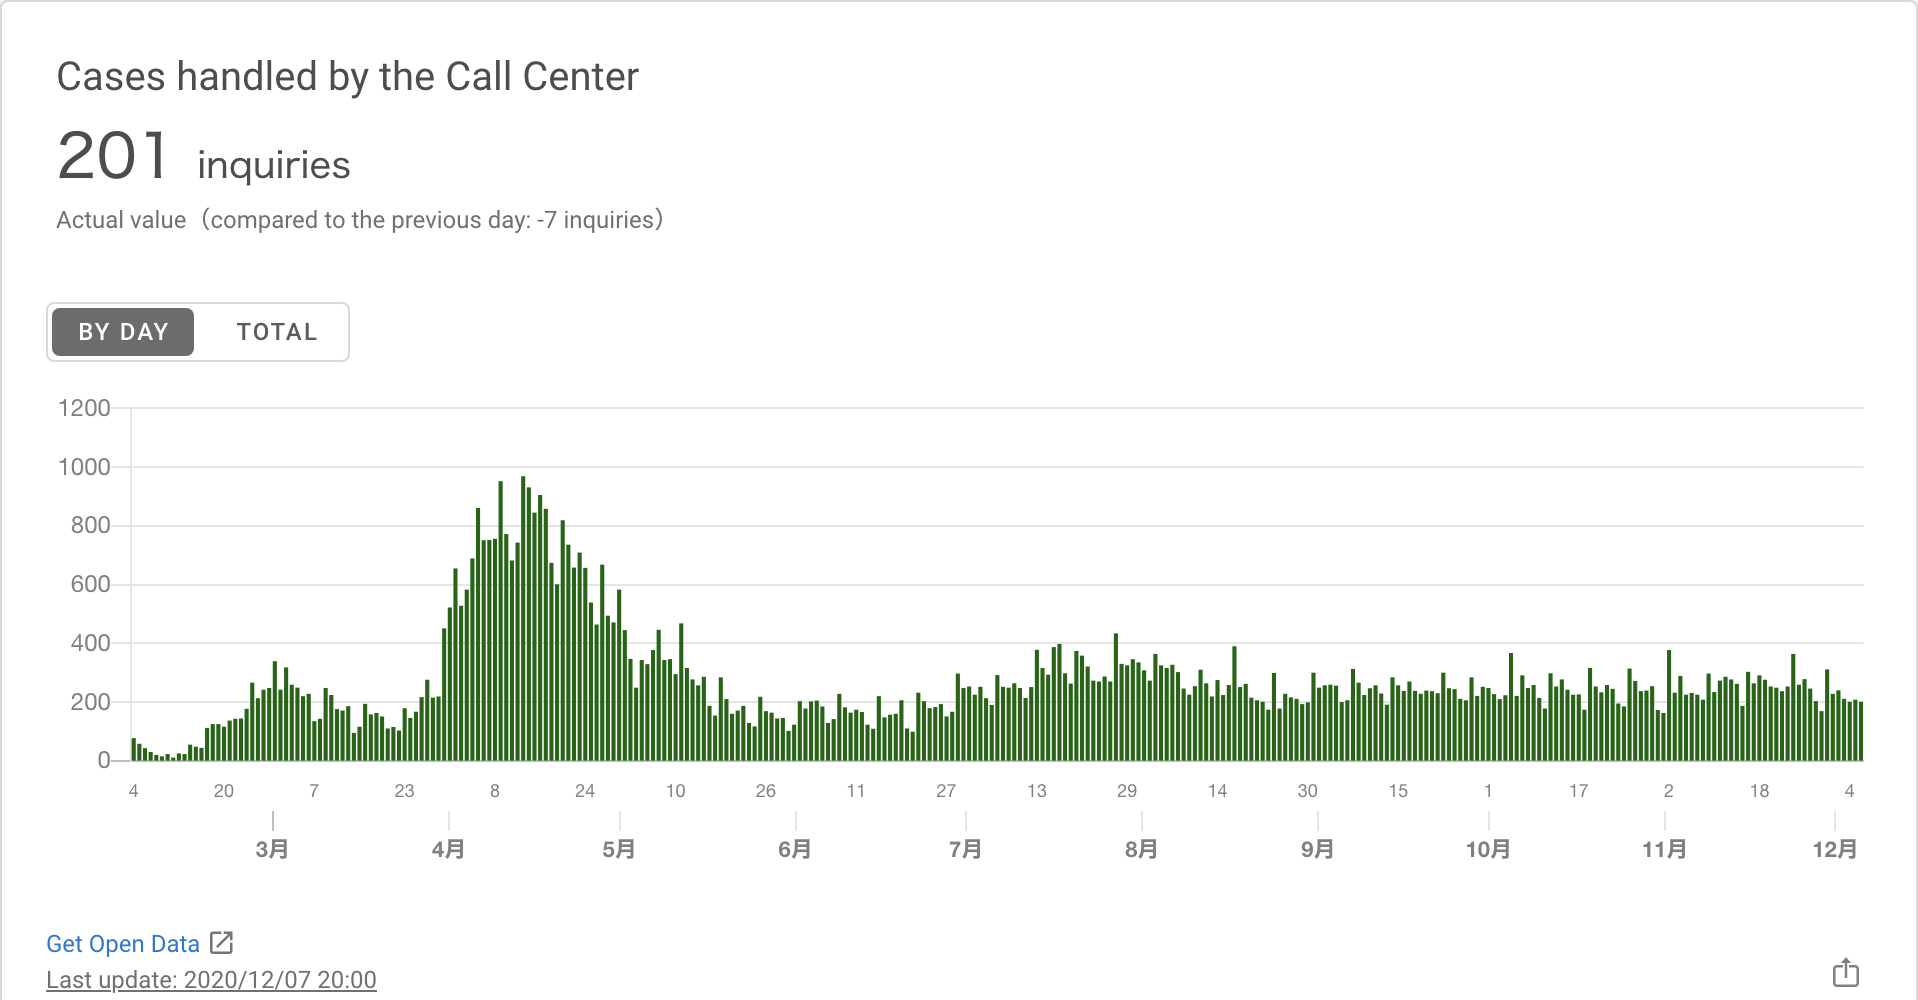 Cases handled by the Call Center
201 inquiries
Actual value（compared to the previous day: -7 inquiries）
BY DAY TOTAL
1200
1000
800
600
400
200
0
4 20 7 23 8 24 10 26 11 27 13 29 14 30 15 1 17 2 18 4
3月 4月 5月 6月 7月 8月 9月 10月 11月 12月
Get Open Data
Last update: 2020/12/07 20:00